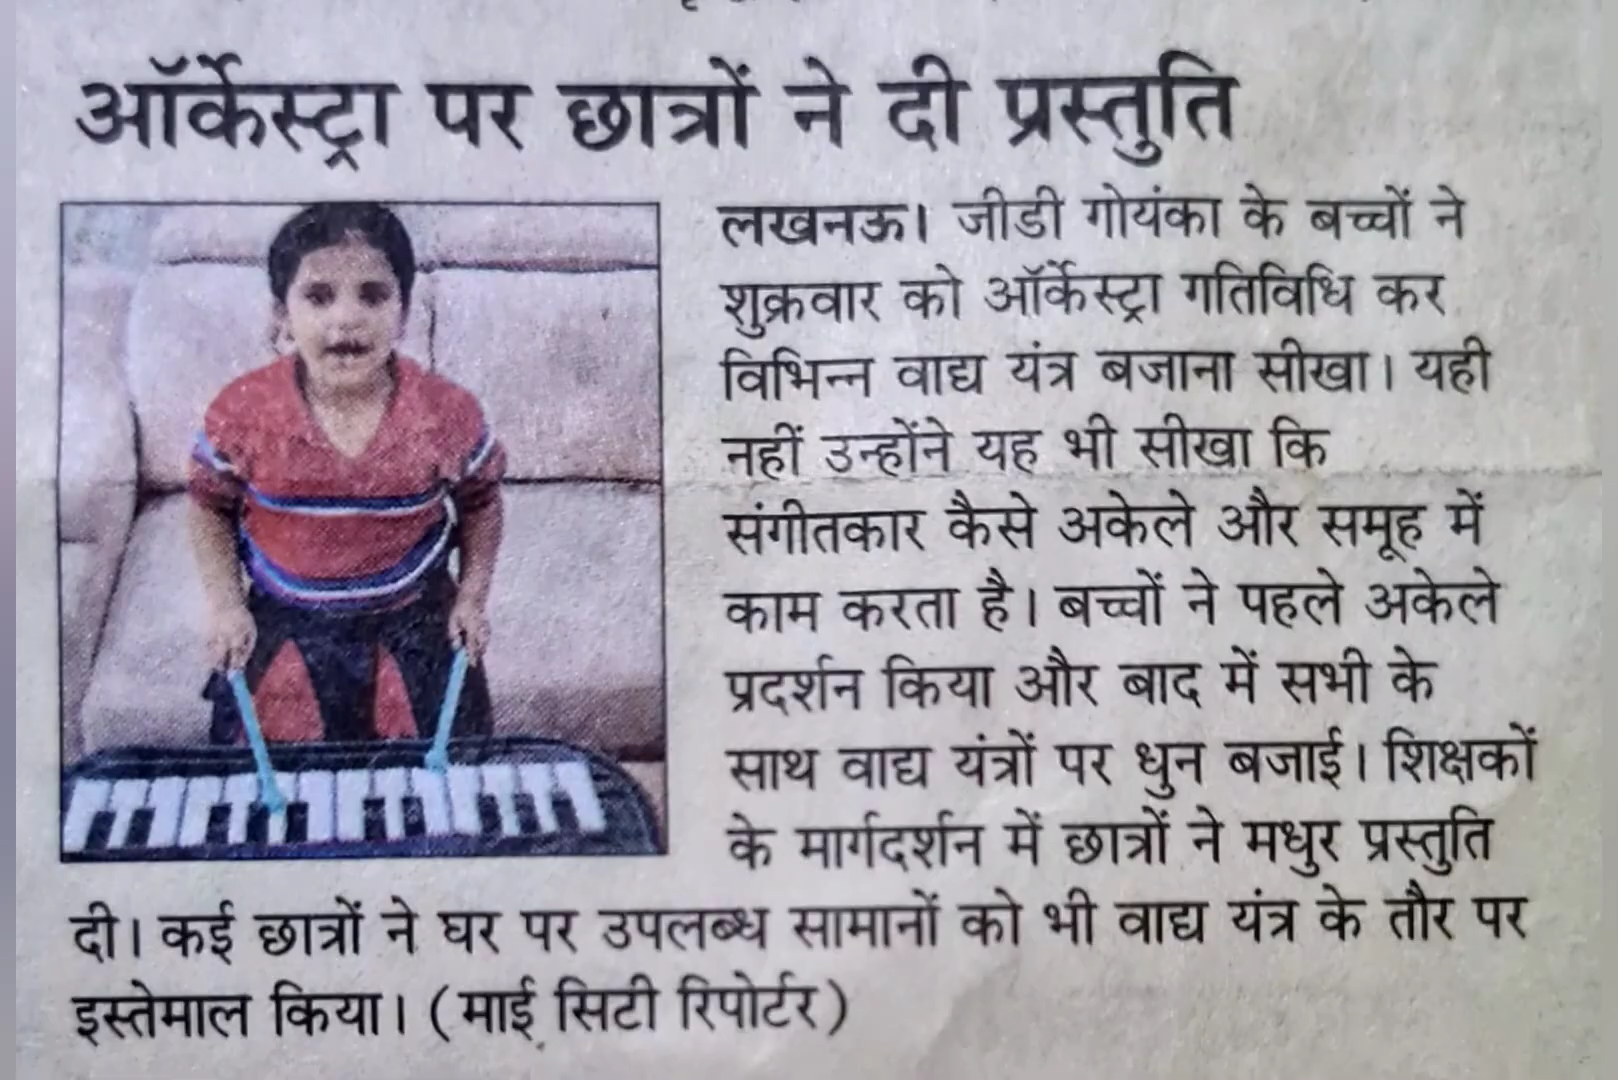 ऑर्केस्ट्रा पर छात्रों ने दी प्रस्तुति
लखनऊ। जीडी गोयंका के बच्चों ने
शुक्रवार को ऑर्केस्ट्रा गतिविधि कर
विभिन्न वाद्य यंत्र बजाना सीखा। यही
नहीं उन्होंने यह भी सीखा कि
संगीतकार कैसे अकेले और समूह में
काम करता है। बच्चों ने पहले अकेले
प्रदर्शन किया और बाद में सभी के
साथ वाद्य यंत्रों पर धुन बजाई। शिक्षकों
के मार्गदर्शन में छात्रों ने मधुर प्रस्तुति
दी। कई छात्रों ने घर पर उपलब्ध सामानों को भी वाद्य यंत्र के तौर पर
इस्तेमाल किया। (माई सिटी रिपोर्टर)